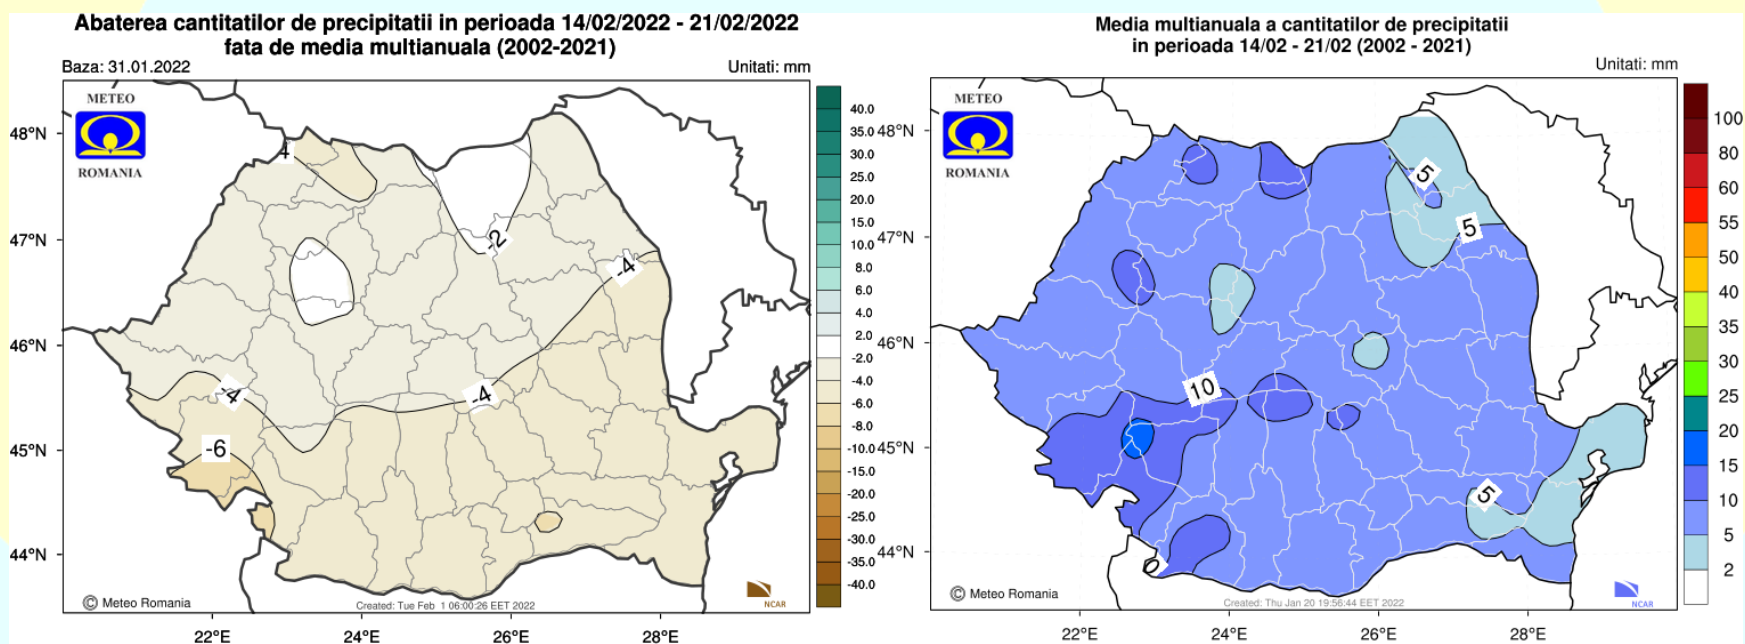 Abaterea cantitatilor de precipitatii in perioada 14/02/2022 - 21/02/2022
fata de media multianuala (2002-2021)
Baza: 31.01.2022
Unitati: mm
METEO
ROMANIA
48°N
47°N
46°N
45°N
44°N
4
-2
-4
-4
-4
-6
40.0
35.0
30.0
25.0
20.0
15.0
10.0
8.0
6.0
4.0
2.0
-2.0
-4.0
-6.0
-8.0
-10.0
-15.0
-20.0
-25.0
-30.0
-35.0
-40.0
© Meteo Romania
Created: Tue Feb 1 06:00:26 EET 2022
NCAR
22°E 24°E 26°E 28°E
Media multianuala a cantitatilor de precipitatii
in perioada 14/02 - 21/02 (2002 - 2021)
Unitati: mm
METEO
ROMANIA
48°N
47°N
46°N
45°N
44°N
5
5
10
5
0
100
80
60
55
50
40
35
30
25
20
15
10
5
2
© Meteo Romania
Created: Thu Jan 20 19:56:44 EET 2022
NCAR
22°E 24°E 26°E 28°E